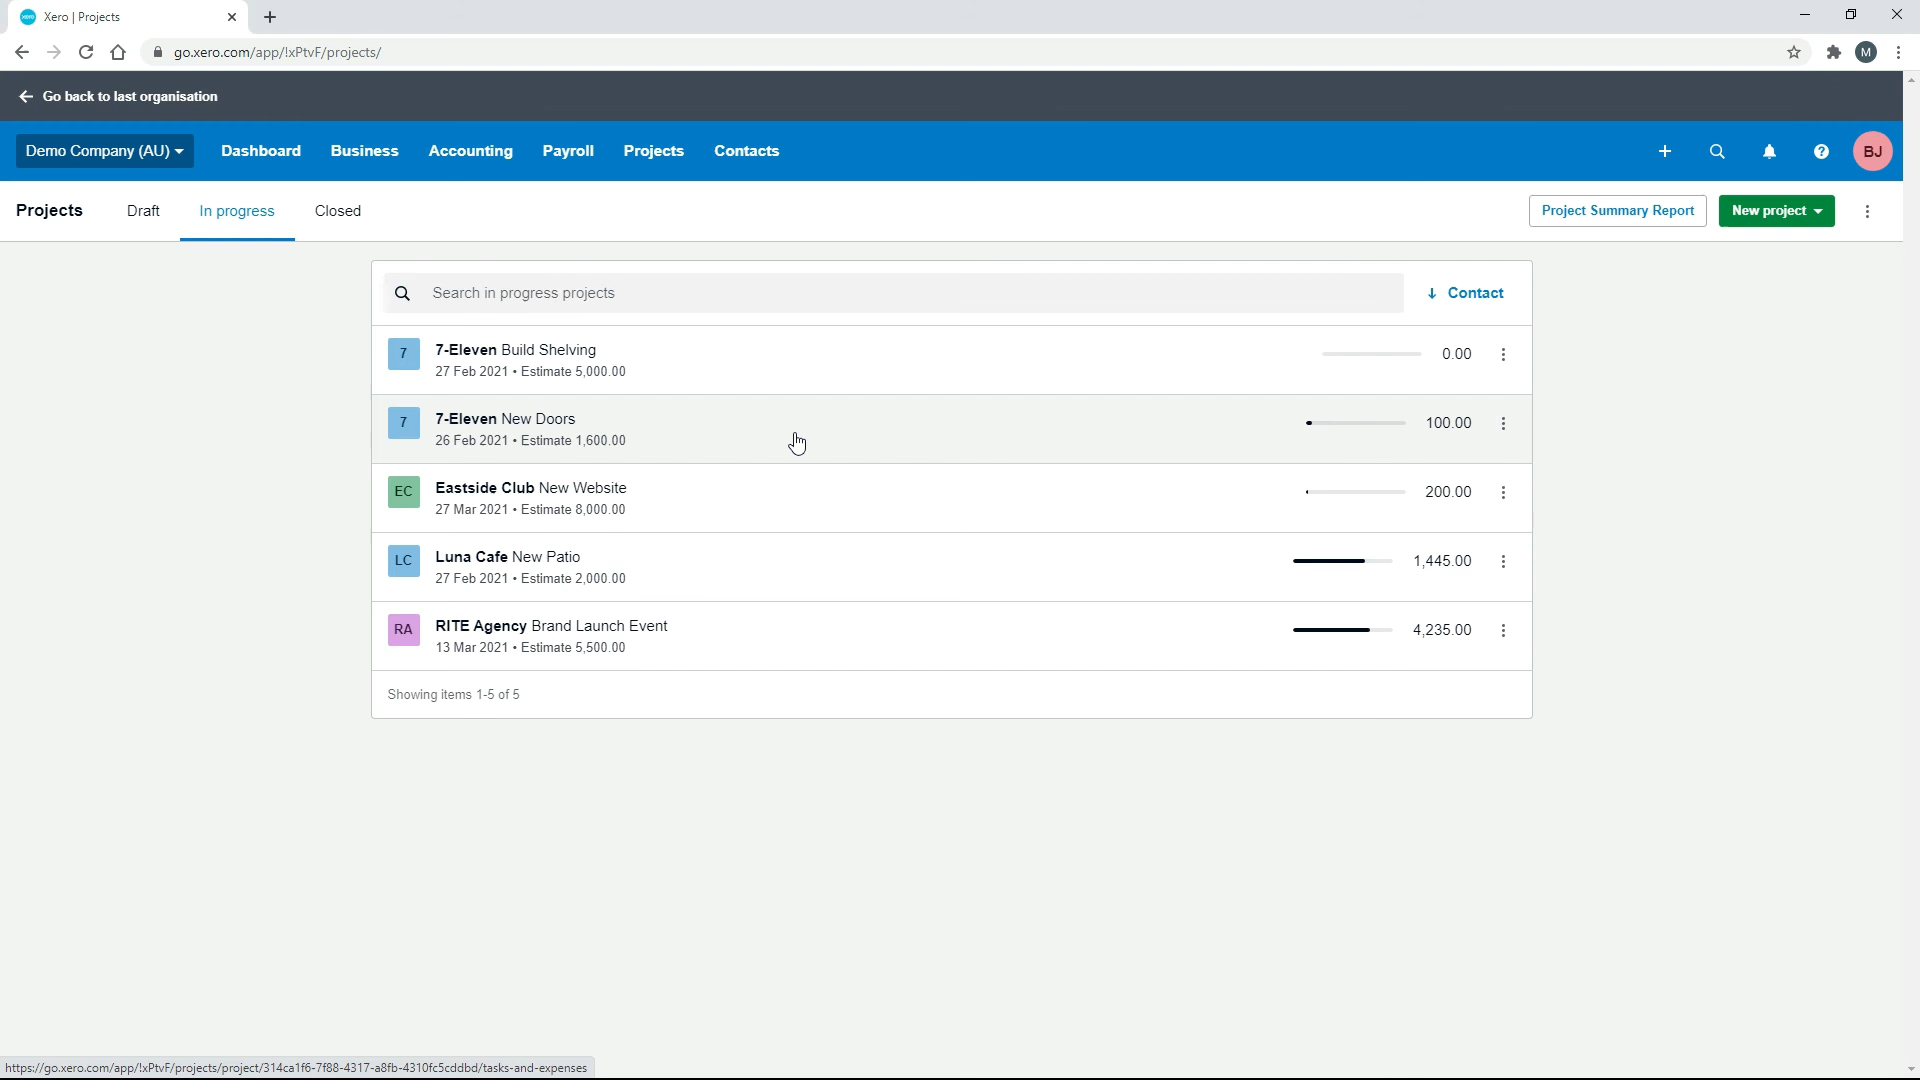 Xero | Projects
go.xero.com/app/!xPtvF/projects/
M
Go back to last organisation
Demo Company (AU) Dashboard Business Accounting Payroll Projects Contacts BJ
Projects Draft In progress Closed Project Summary Report New project
Search in progress projects Contact
7 7-Eleven Build Shelving 0.00
27 Feb 2021 • Estimate 5,000.00
7 7-Eleven New Doors 100.00
26 Feb 2021 • Estimate 1,600.00
EC Eastside Club New Website 200.00
27 Mar 2021 • Estimate 8,000.00
LC Luna Cafe New Patio 1,445.00
27 Feb 2021 • Estimate 2,000.00
RA RITE Agency Brand Launch Event 4,235.00
13 Mar 2021 • Estimate 5,500.00
Showing items 1-5 of 5
https://go.xero.com/app/!xPtvF/projects/project/314ca1f6-7f88-4317-a8fb-4310fc5cddbd/tasks-and-expenses